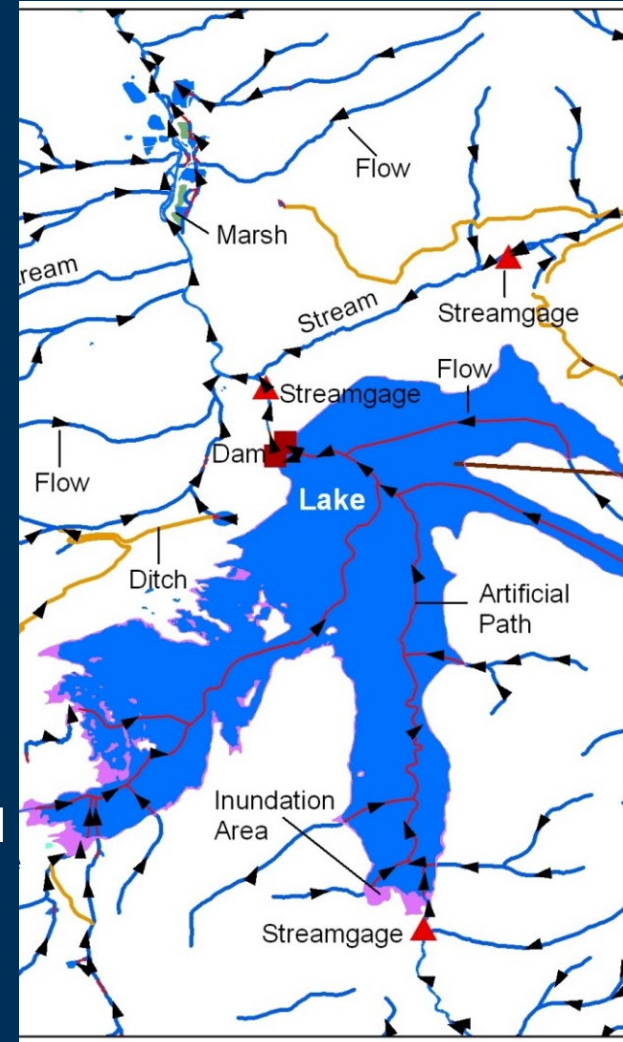 Flow
Marsh
ream
Stream
Streamgage
Flow
Streamgage
Dam
Flow
Lake
Ditch
Artificial
Path
Inundation
Area
Streamgage